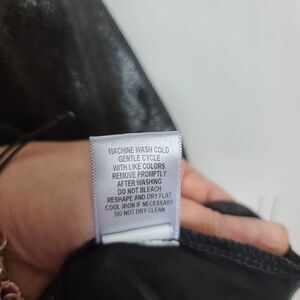 MACHINE WASH COLD
GENTLE CYCLE
WITH LIKE COLORS
REMOVE PROMPTLY
AFTER WASHING
DO NOT BLEACH
RESHAPE AND DRY FLAT
COOL IRON IF NECESSARY
DO NOT DRY CLEAN